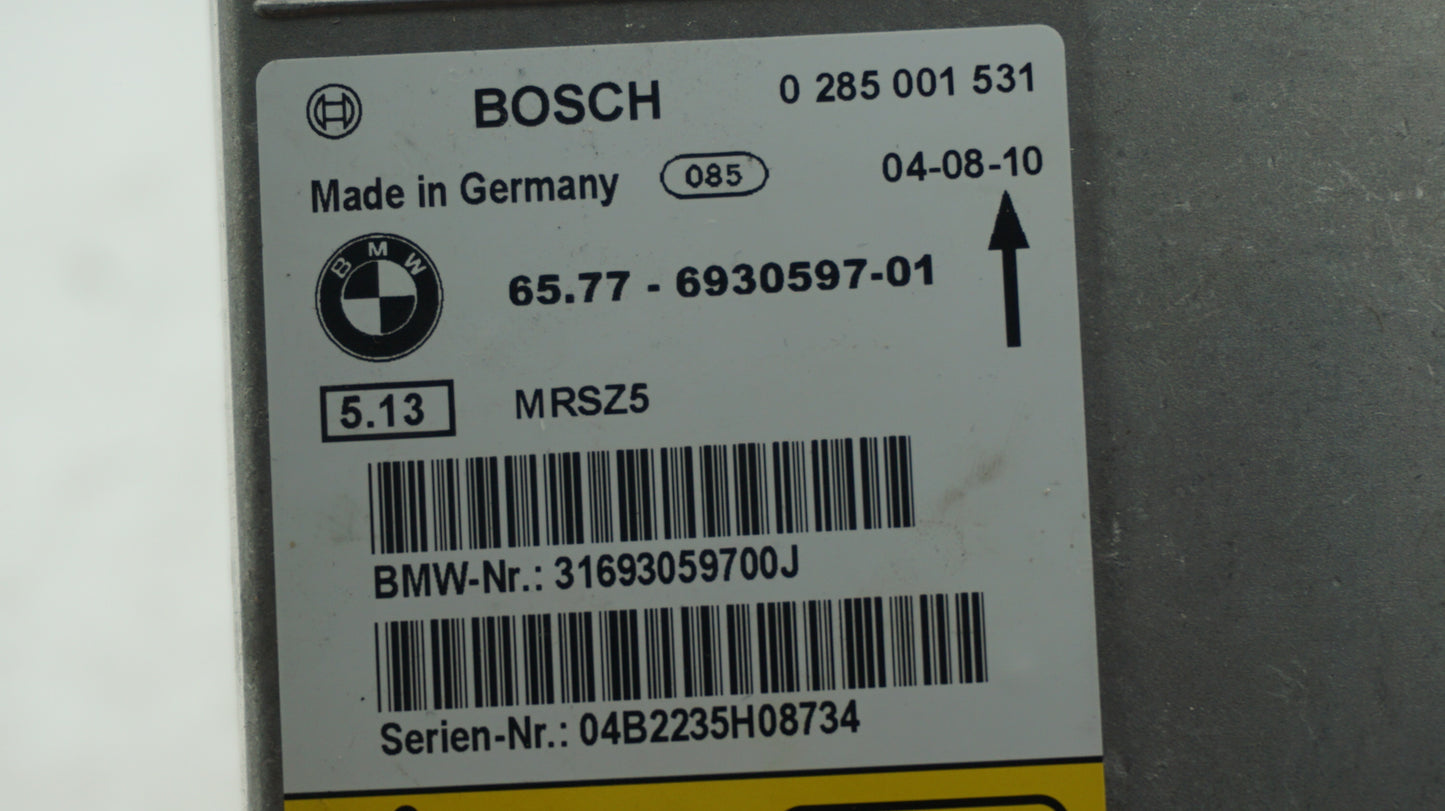 BOSCH 0 285 001 531
Made in Germany 085 04-08-10
BMW
65.77 - 6930597-01
5.13 MRSZ5
BMW-Nr.: 31693059700J
Serien-Nr.: 04B2235H08734